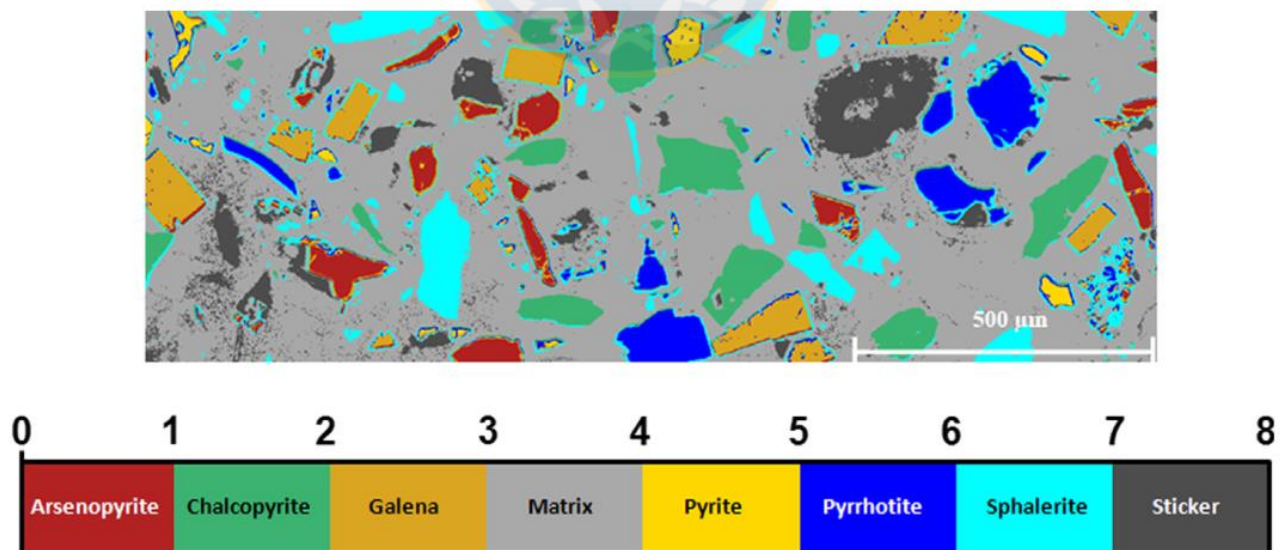 500 µm
0 1 2 3 4 5 6 7 8
Arsenopyrite Chalcopyrite Galena Matrix Pyrite Pyrrhotite Sphalerite Sticker